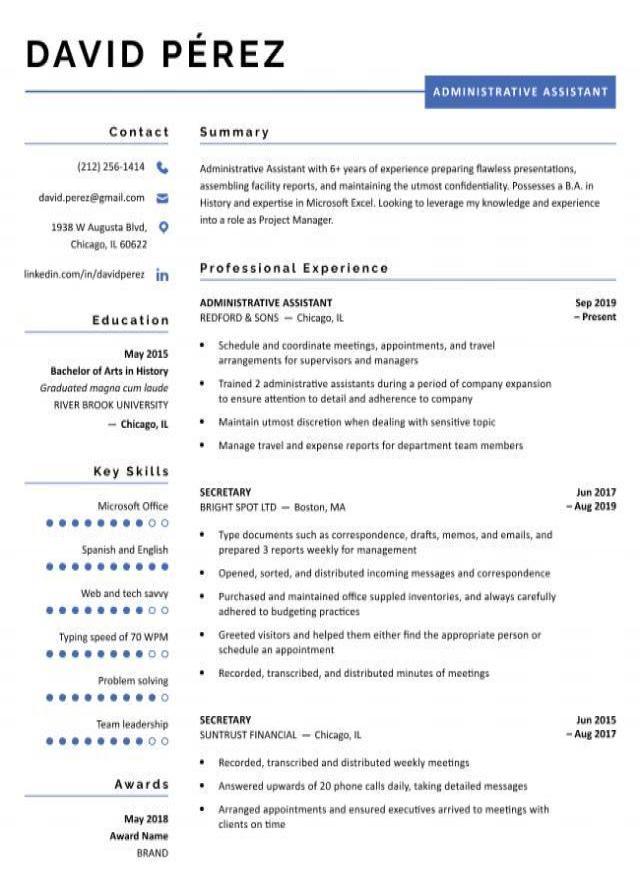 DAVID PÉREZ
ADMINISTRATIVE ASSISTANT
Contact
(212) 256-1414
david.perez@gmail.com
1938 W Augusta Blvd,
Chicago, IL 60622
linkedin.com/in/davidperez
in
Education
May 2015
Bachelor of Arts in History
Graduated magna cum laude
RIVER BROOK UNIVERSITY
— Chicago, IL
Key Skills
Microsoft Office
Spanish and English
Web and tech savvy
Typing speed of 70 WPM
Problem solving
Team leadership
Awards
May 2018
Award Name
BRAND
Summary
Administrative Assistant with 6+ years of experience preparing flawless presentations,
assembling facility reports, and maintaining the utmost confidentiality. Possesses a B.A. in
History and expertise in Microsoft Excel. Looking to leverage my knowledge and experience
into a role as Project Manager.
Professional Experience
ADMINISTRATIVE ASSISTANT Sep 2019
REDFORD & SONS — Chicago, IL – Present
• Schedule and coordinate meetings, appointments, and travel
arrangements for supervisors and managers
• Trained 2 administrative assistants during a period of company expansion
to ensure attention to detail and adherence to company
• Maintain utmost discretion when dealing with sensitive topic
• Manage travel and expense reports for department team members
SECRETARY Jun 2017
BRIGHT SPOT LTD — Boston, MA – Aug 2019
• Type documents such as correspondence, drafts, memos, and emails, and
prepared 3 reports weekly for management
• Opened, sorted, and distributed incoming messages and correspondence
• Purchased and maintained office suppled inventories, and always carefully
adhered to budgeting practices
• Greeted visitors and helped them either find the appropriate person or
schedule an appointment
• Recorded, transcribed, and distributed minutes of meetings
SECRETARY Jun 2015
SUNTRUST FINANCIAL — Chicago, IL – Aug 2017
• Recorded, transcribed and distributed weekly meetings
• Answered upwards of 20 phone calls daily, taking detailed messages
• Arranged appointments and ensured executives arrived to meetings with
clients on time